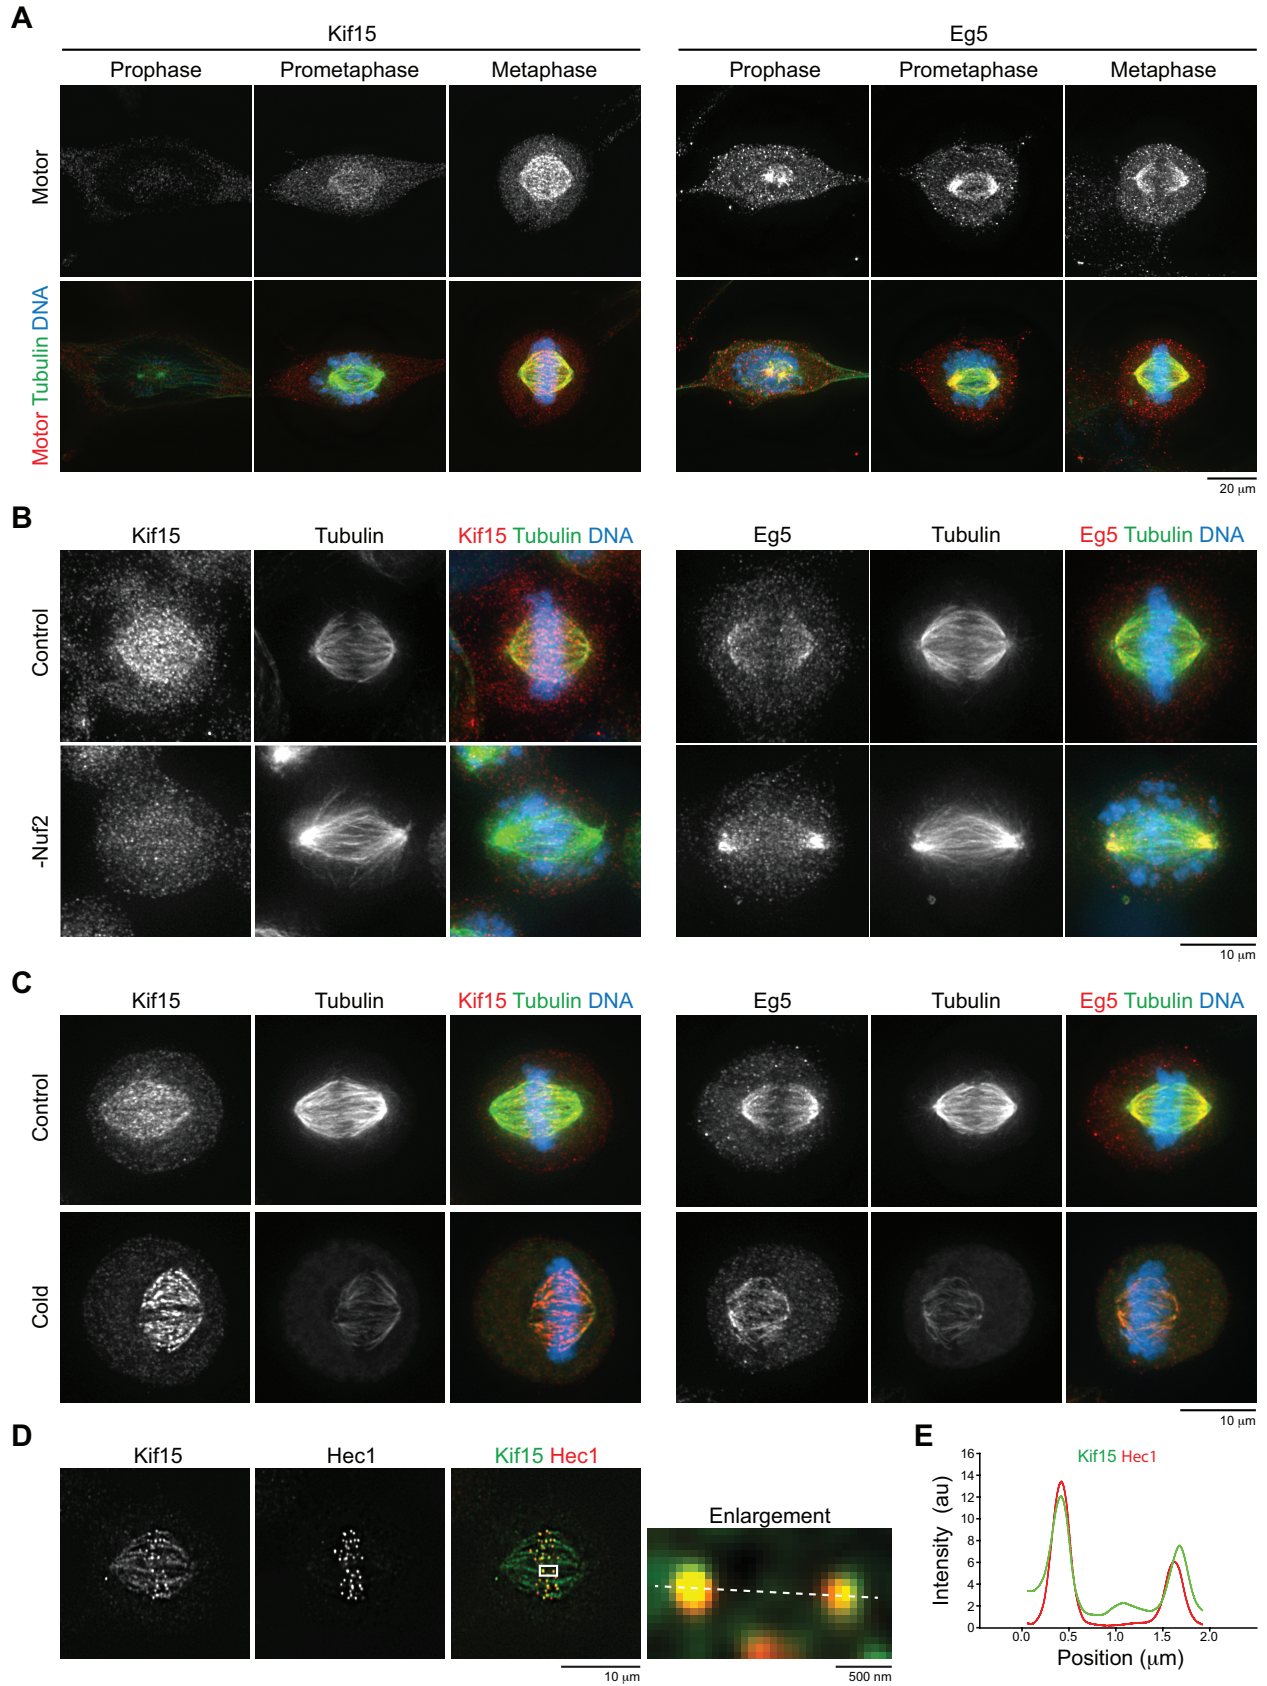 A
Kif15
Eg5
Prophase
Prometaphase
Metaphase
Prophase
Prometaphase
Metaphase
Motor
Motor Tubulin DNA
20 μm
B
Kif15
Tubulin
Kif15 Tubulin DNA
Eg5
Tubulin
Eg5 Tubulin DNA
Control
-Nuf2
10 μm
C
Kif15
Tubulin
Kif15 Tubulin DNA
Eg5
Tubulin
Eg5 Tubulin DNA
Control
Cold
10 μm
D
Kif15
Hec1
Kif15 Hec1
Enlargement
10 μm
500 nm
E
Kif15 Hec1
Intensity (au)
16
14
12
10
8
6
4
2
0
0.0 0.5 1.0 1.5 2.0
Position (μm)